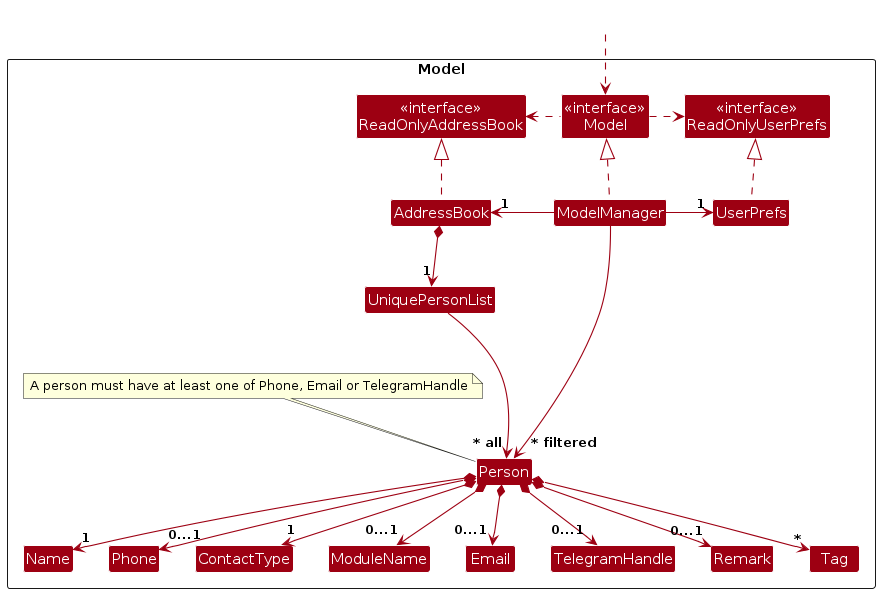 Model
«interface»
ReadOnlyAddressBook
«interface»
Model
«interface»
ReadOnlyUserPrefs
AddressBook
1
ModelManager
1
UserPrefs
1
UniquePersonList
A person must have at least one of Phone, Email or TelegramHandle
* all
* filtered
Person
1
0...1
1
0...1
0...1
0...1
0...1
*
Name
Phone
ContactType
ModuleName
Email
TelegramHandle
Remark
Tag